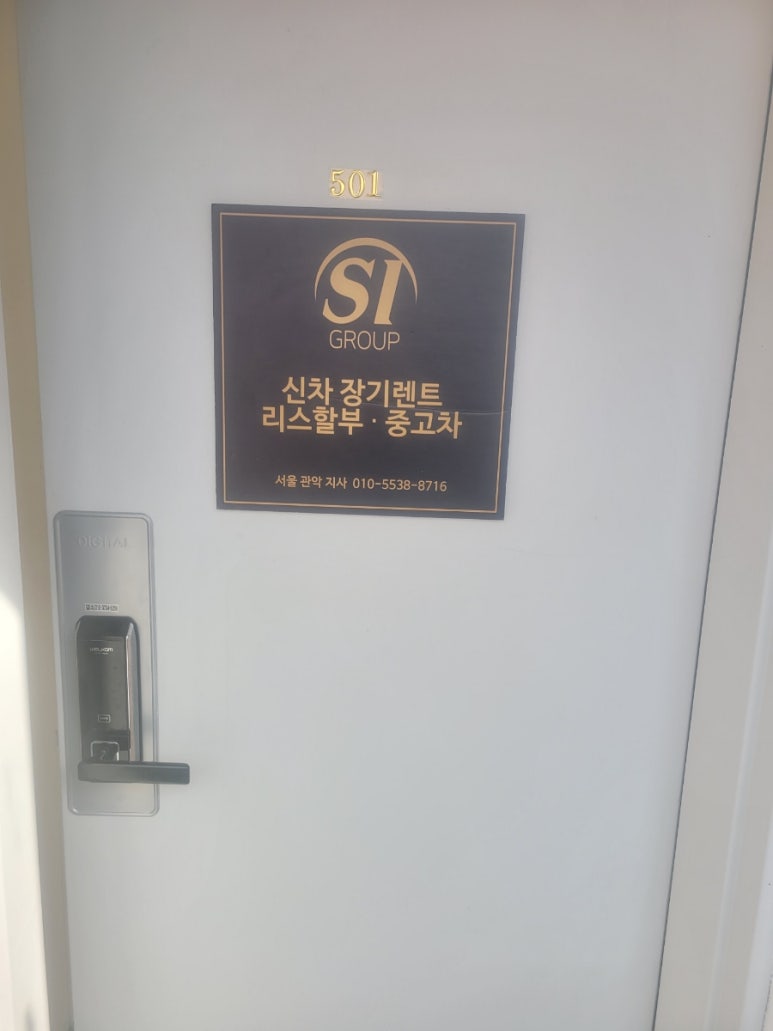 501
SI
GROUP
신차 장기렌트
리스할부 · 중고차
서울 관악 지사 010-5538-8716
DIGITAL